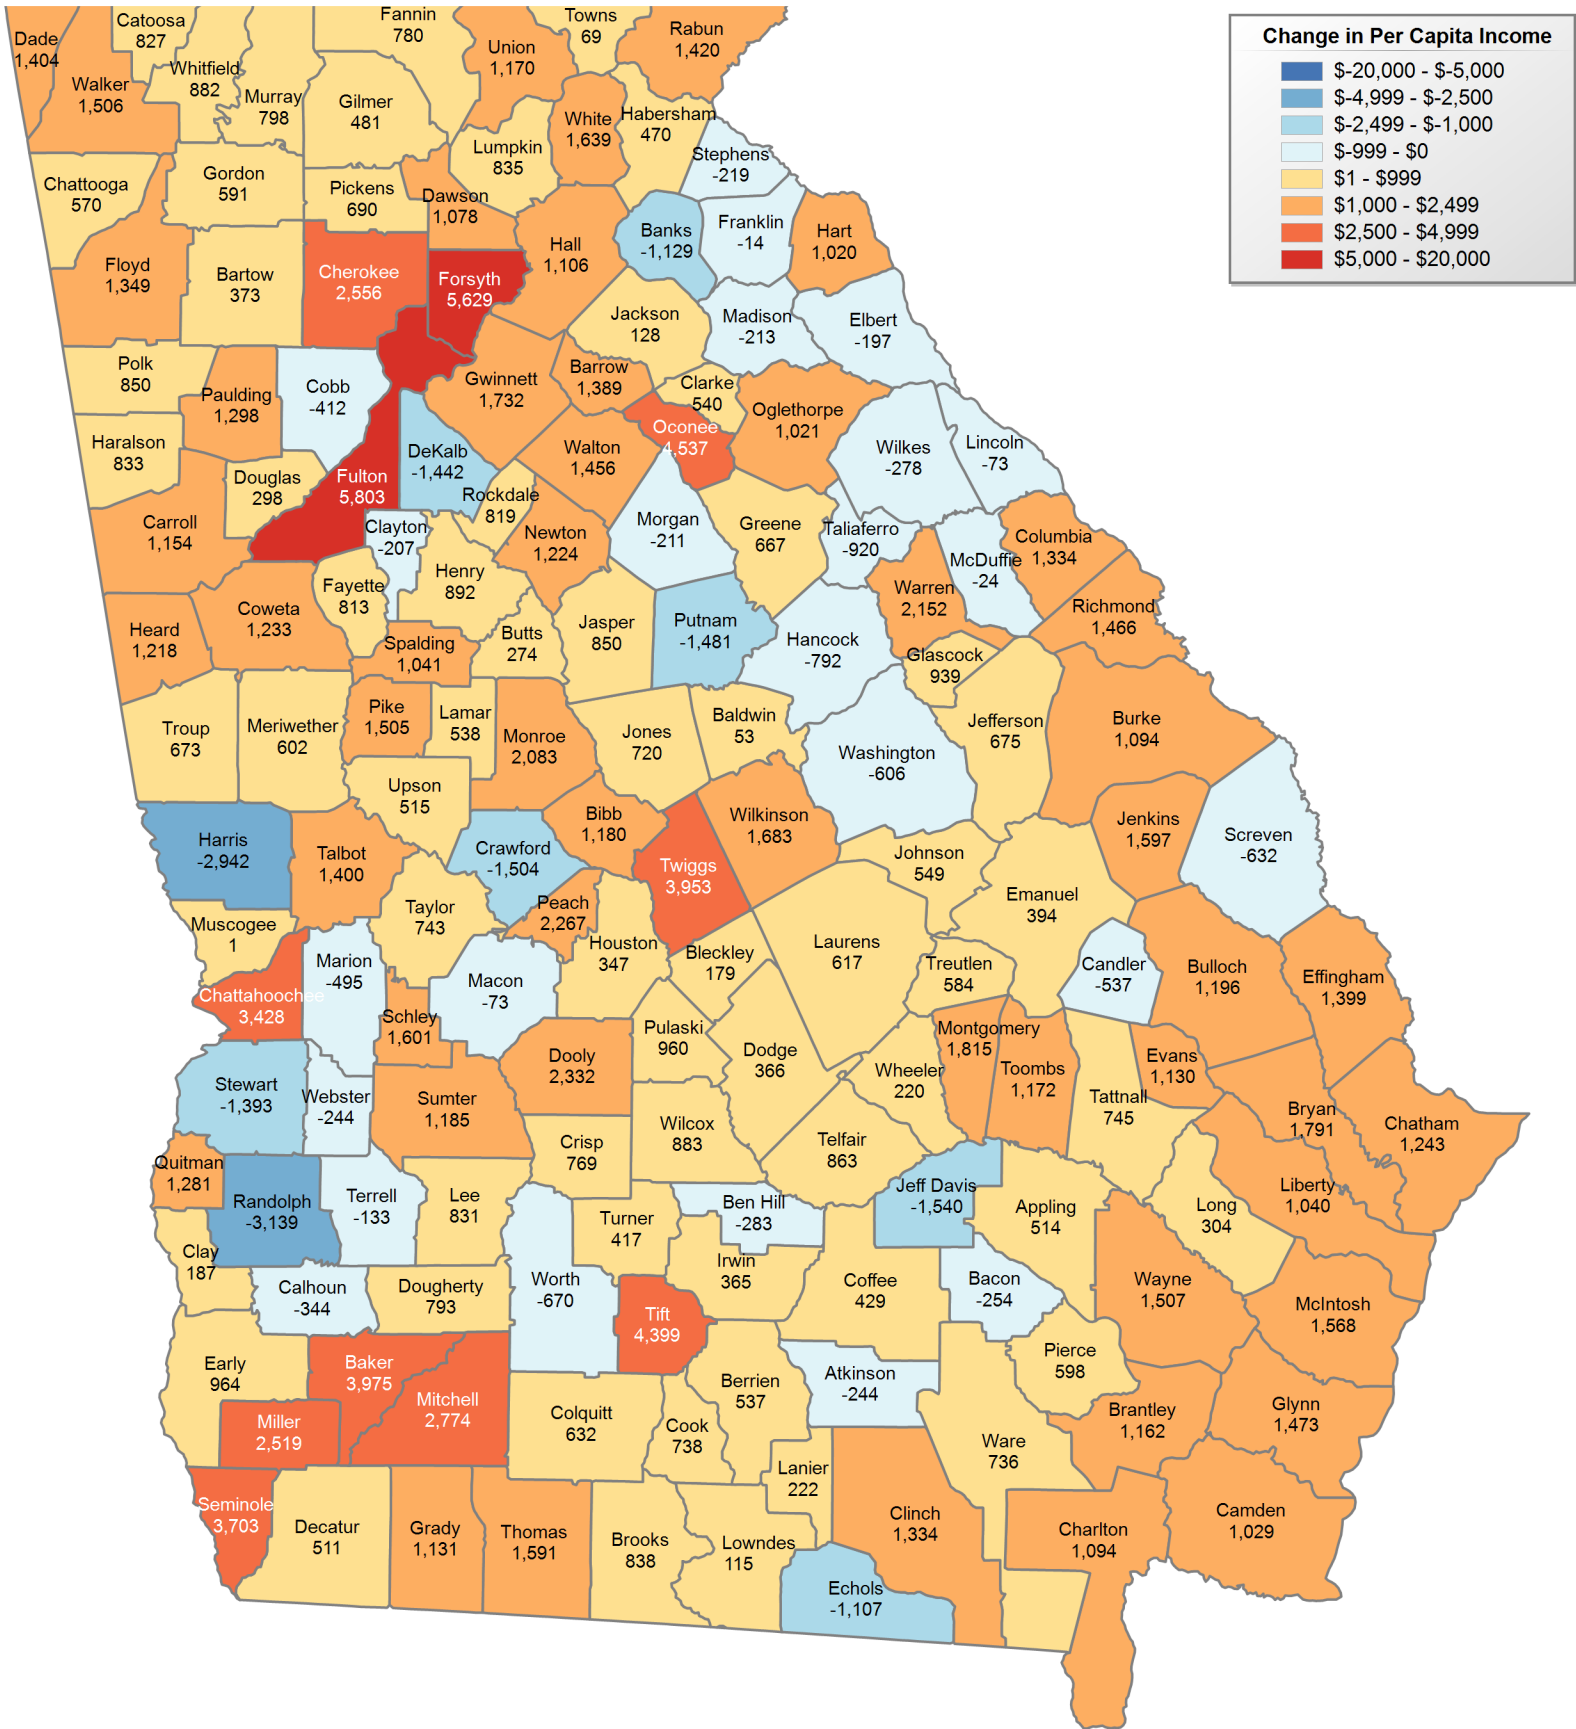 Change in Per Capita Income
$-20,000 - $-5,000
$-4,999 - $-2,500
$-2,499 - $-1,000
$-999 - $0
$1 - $999
$1,000 - $2,499
$2,500 - $4,999
$5,000 - $20,000
Dade
1,404
Catoosa
827
Fannin
780
Towns
69
Rabun
1,420
Union
1,170
Walker
1,506
Whitfield
882
Murray
798
Gilmer
481
White
1,639
Habersham
470
Lumpkin
835
Stephens
-219
Chattooga
570
Gordon
591
Pickens
690
Dawson
1,078
Hall
1,106
Banks
-1,129
Franklin
-14
Hart
1,020
Floyd
1,349
Bartow
373
Cherokee
2,556
Forsyth
5,629
Jackson
128
Madison
-213
Elbert
-197
Polk
850
Paulding
1,298
Cobb
-412
Gwinnett
1,732
Barrow
1,389
Clarke
540
Oglethorpe
1,021
Oconee
4,537
Haralson
833
Douglas
298
Fulton
5,803
DeKalb
-1,442
Rockdale
819
Walton
1,456
Wilkes
-278
Lincoln
-73
Carroll
1,154
Clayton
-207
Newton
1,224
Morgan
-211
Greene
667
Taliaferro
-920
McDuffie
-24
Columbia
1,334
Fayette
813
Henry
892
Warren
2,152
Richmond
1,466
Heard
1,218
Coweta
1,233
Spalding
1,041
Butts
274
Jasper
850
Putnam
-1,481
Hancock
-792
Glascock
939
Troup
673
Meriwether
602
Pike
1,505
Lamar
538
Monroe
2,083
Jones
720
Baldwin
53
Washington
-606
Jefferson
675
Burke
1,094
Upson
515
Harris
-2,942
Talbot
1,400
Crawford
-1,504
Bibb
1,180
Twiggs
3,953
Wilkinson
1,683
Johnson
549
Jenkins
1,597
Screven
-632
Muscogee
1
Taylor
743
Peach
2,267
Houston
347
Bleckley
179
Laurens
617
Emanuel
394
Treutlen
584
Candler
-537
Bulloch
1,196
Effingham
1,399
Chattahoochee
3,428
Marion
-495
Schley
1,601
Macon
-73
Pulaski
960
Dodge
366
Montgomery
1,815
Toombs
1,172
Evans
1,130
Stewart
-1,393
Webster
-244
Sumter
1,185
Dooly
2,332
Wheeler
220
Tattnall
745
Bryan
1,791
Chatham
1,243
Crisp
769
Wilcox
883
Telfair
863
Quitman
1,281
Randolph
-3,139
Terrell
-133
Lee
831
Turner
417
Ben Hill
-283
Jeff Davis
-1,540
Appling
514
Long
304
Liberty
1,040
Clay
187
Calhoun
-344
Dougherty
793
Worth
-670
Tift
4,399
Irwin
365
Coffee
429
Bacon
-254
Wayne
1,507
McIntosh
1,568
Early
964
Baker
3,975
Mitchell
2,774
Miller
2,519
Colquitt
632
Cook
738
Berrien
537
Atkinson
-244
Pierce
598
Brantley
1,162
Glynn
1,473
Ware
736
Lanier
222
Seminole
3,703
Decatur
511
Grady
1,131
Thomas
1,591
Brooks
838
Lowndes
115
Echols
-1,107
Clinch
1,334
Charlton
1,094
Camden
1,029